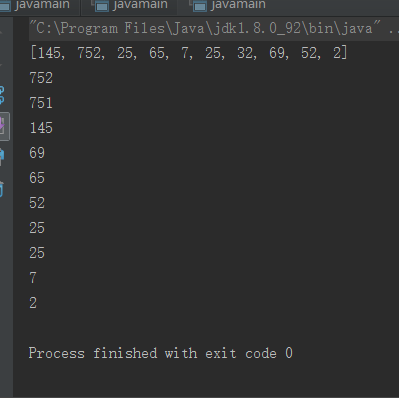 javamain javamain javamain
"C:\Program Files\Java\jdk1.8.0_92\bin\java" ..
[145, 752, 25, 65, 7, 25, 32, 69, 52, 2]
752
751
145
69
65
52
25
25
7
2
Process finished with exit code 0